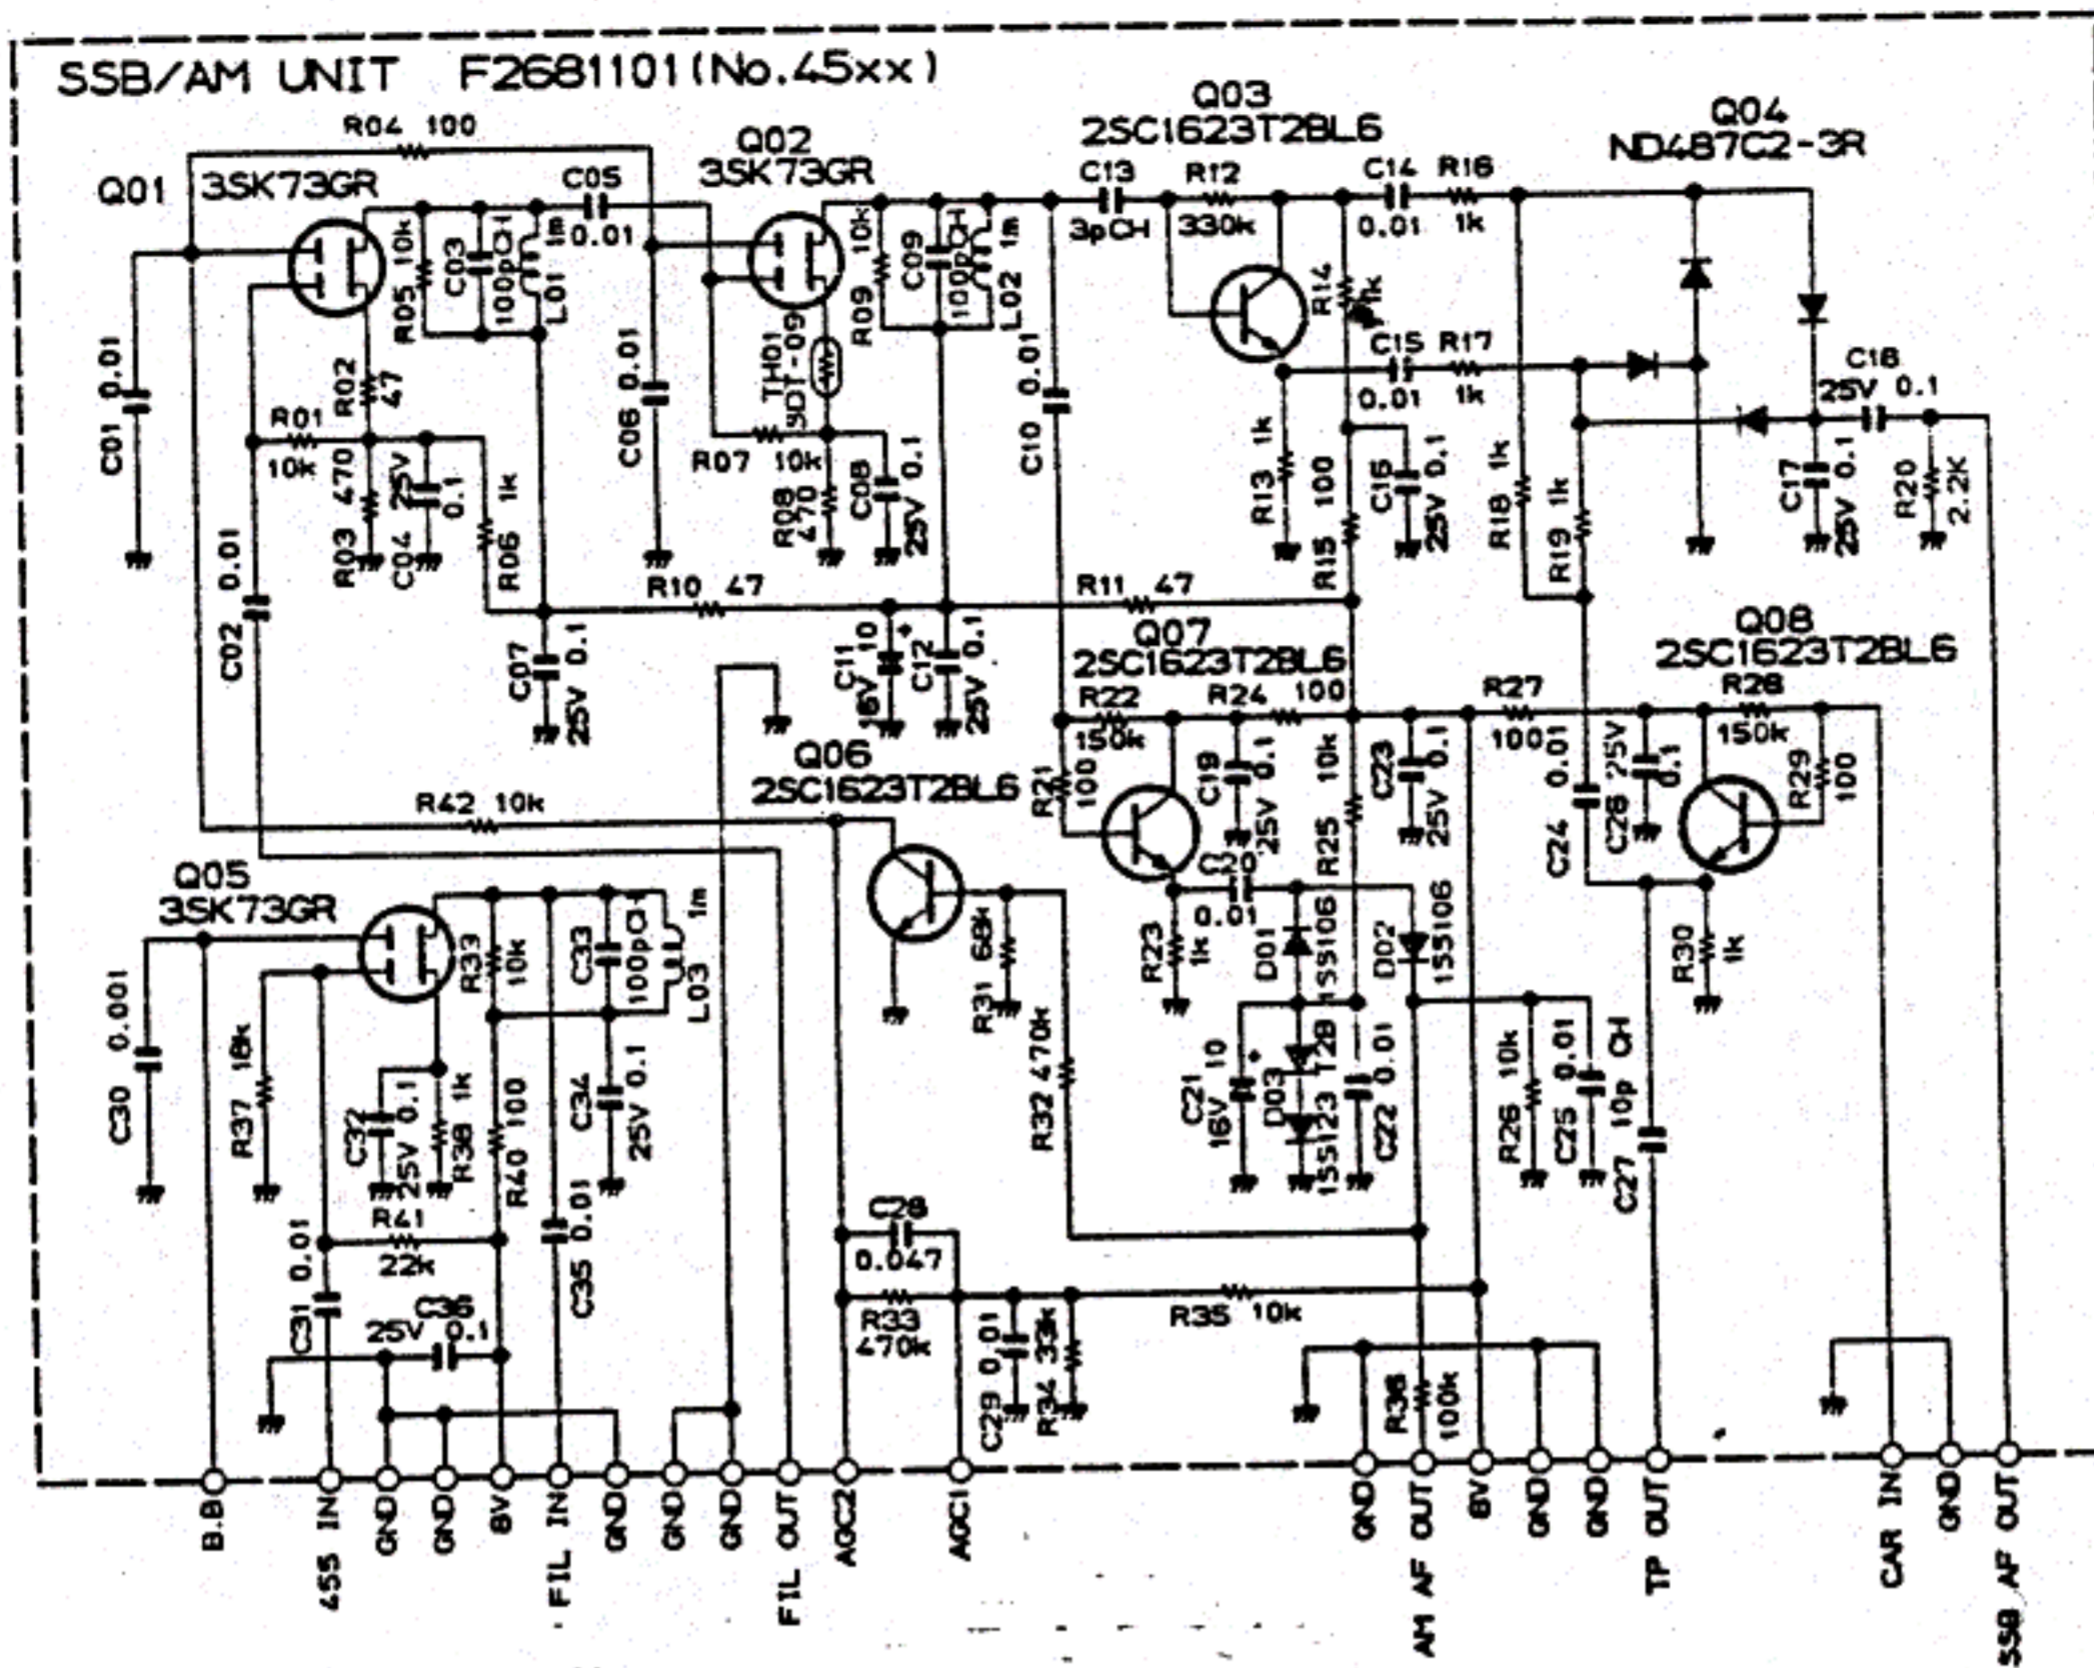 SSB/AM UNIT F2681101(No.45xx)
R04 100
Q01
3SK73GR
Q02
3SK73GR
Q03
2SC1623T2BL6
Q04
ND487C2-3R
C05
0.01
C13
3pCH
R12
330k
C14
0.01
R16
1k
R05 10k
C03
100pCH
1m
L01
R09 10k
C09
100pCH
L02 1m
R14
1k
C15
0.01
R17
1k
C18
25V 0.1
C01 0.01
R02
47
R01
10k
C06 0.01
TH01
SDT-09
R07 10k
C10 0.01
R13 1k
R15 100
C16
25V 0.1
R18 1k
R19 1k
C17
25V 0.1
R20
2.2K
R03 470
C04 25V
0.1
R06 1k
R08
470
C08
25V 0.1
C02 0.01
R10 47
R11 47
C07
25V 0.1
C11 10
16V
C12
25V 0.1
Q07
2SC1623T2BL6
Q08
2SC1623T2BL6
R22
150k
R24 100
R27
100
R28
150k
Q06
2SC1623T2BL6
R21
100
C19
25V 0.1
R25 10k
C23
25V 0.1
C24 0.01
C26 25V
0.1
R29
100
R42 10k
Q05
3SK73GR
R33
10k
C33
100pCH
1m
L03
R31 68k
R23
1k
0.01
D01
1SS106
D02
1SS106
R30
1k
C30 0.001
R37 18k
C32
25V 0.1
R38 1k
R40 100
C34
25V 0.1
R32 470k
C21 10
16V
D03
1SS123 T2B
C22 0.01
R26 10k
C25 0.01
C27 10p CH
C31 0.01
R41
22k
C35 0.01
C28
0.047
C36
25V 0.1
R33
470k
C29 0.01
R34 33k
R35 10k
R36
100k
B.B
455 IN
GND
GND
8V
FIL IN
GND
GND
GND
FIL OUT
AGC2
AGC1
GND
AM AF OUT
8V
GND
GND
TP OUT
CAR IN
GND
SSB AF OUT